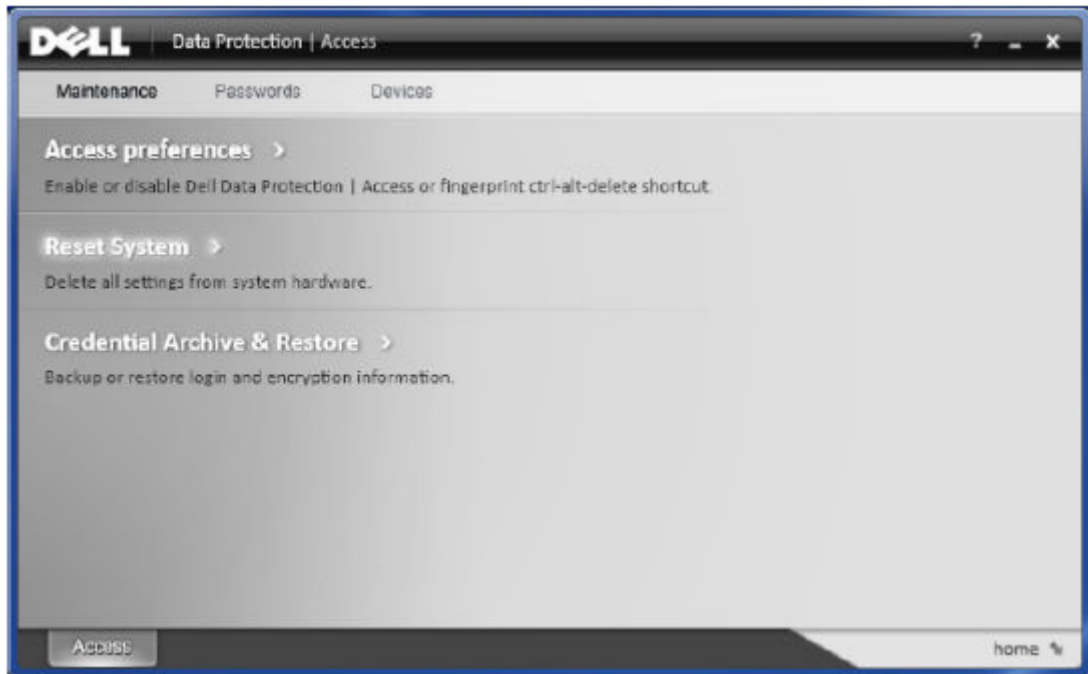 DELL Data Protection | Access ? - x
Maintenance Passwords Devices
Access preferences >
Enable or disable Dell Data Protection | Access or fingerprint ctrl-alt-delete shortcut.
Reset System >
Delete all settings from system hardware.
Credential Archive & Restore >
Backup or restore login and encryption information.
Access home